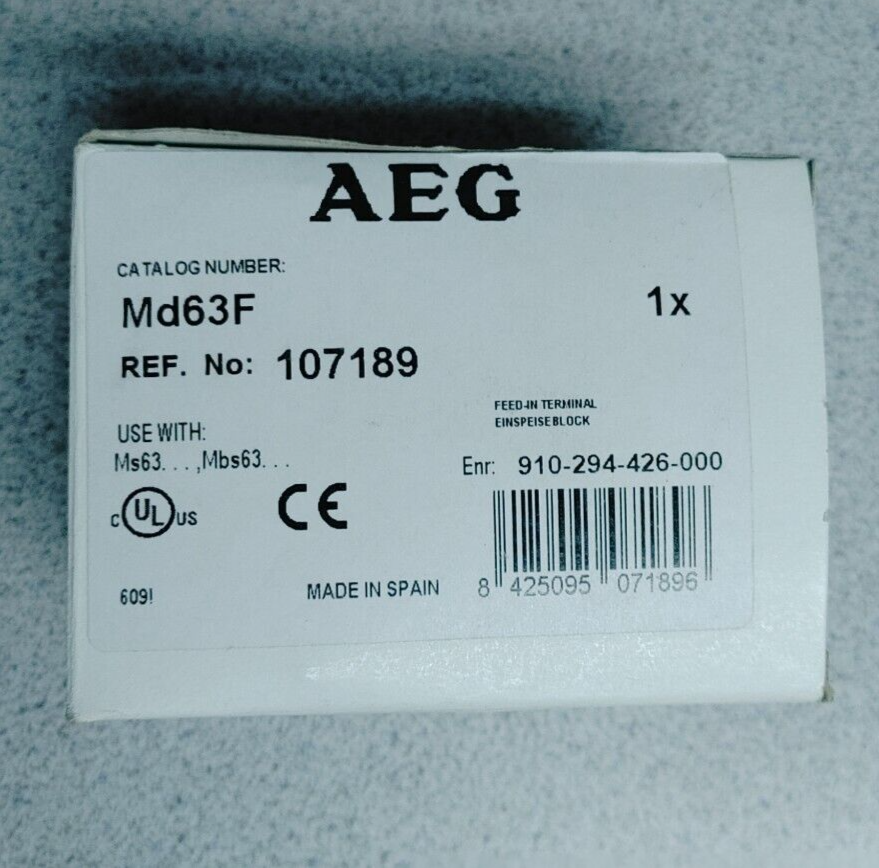 AEG
CATALOG NUMBER:
Md63F
1x
REF. No: 107189
FEED-IN TERMINAL
EINSPEISEBLOCK
USE WITH:
Ms63. . . ,Mbs63. . .
Enr: 910-294-426-000
C UL US CE
609!
MADE IN SPAIN
8 425095 071896